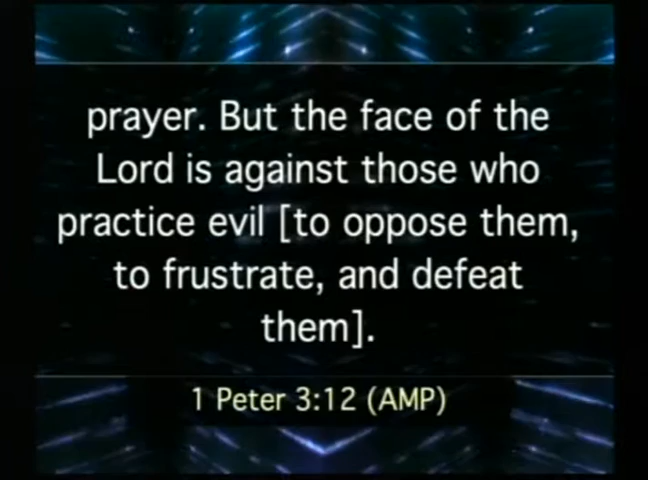 prayer. But the face of the
Lord is against those who
practice evil [to oppose them,
to frustrate, and defeat
them].
1 Peter 3:12 (AMP)